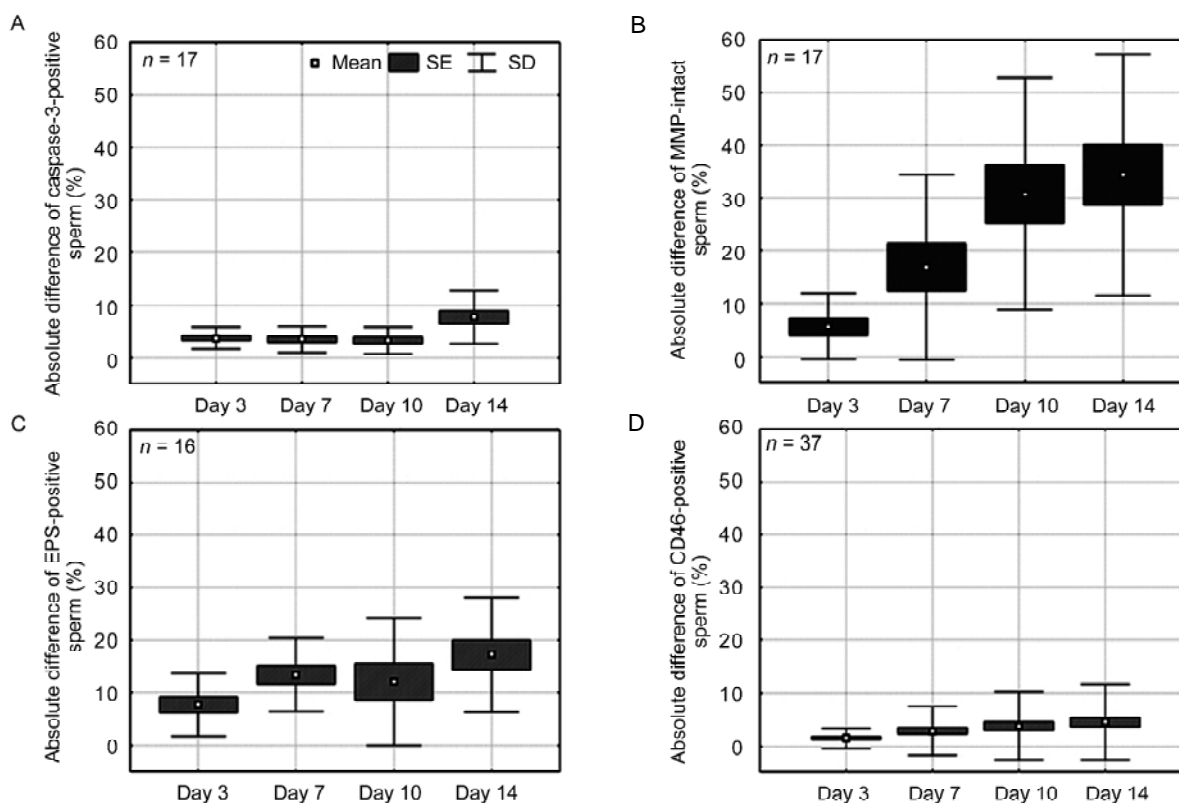 A
60
50
40
30
20
10
0
n = 17
Mean SE SD
Absolute difference of caspase-3-positive
sperm (%)
Day 3 Day 7 Day 10 Day 14
B
60
50
40
30
20
10
0
n = 17
Absolute difference of MMP-intact
sperm (%)
Day 3 Day 7 Day 10 Day 14
C
60
50
40
30
20
10
0
n = 16
Absolute cifference of EPS-positive
sperm (%)
Day 3 Day 7 Day 10 Day 14
D
60
50
40
30
20
10
0
n = 37
Absolute difference of CD46-positive
sperm (%)
Day 3 Day 7 Day 10 Day 14